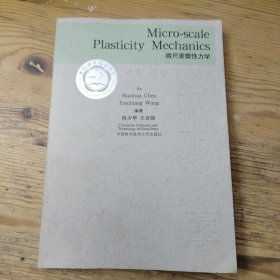 Micro-scale
Plasticity Mechanics
微尺度塑性力学
By
Shaohua Chen
Tzuchiang Wang
编著
陈少华 王自强
University of Science and
Technology of China Press
中国科学技术大学出版社